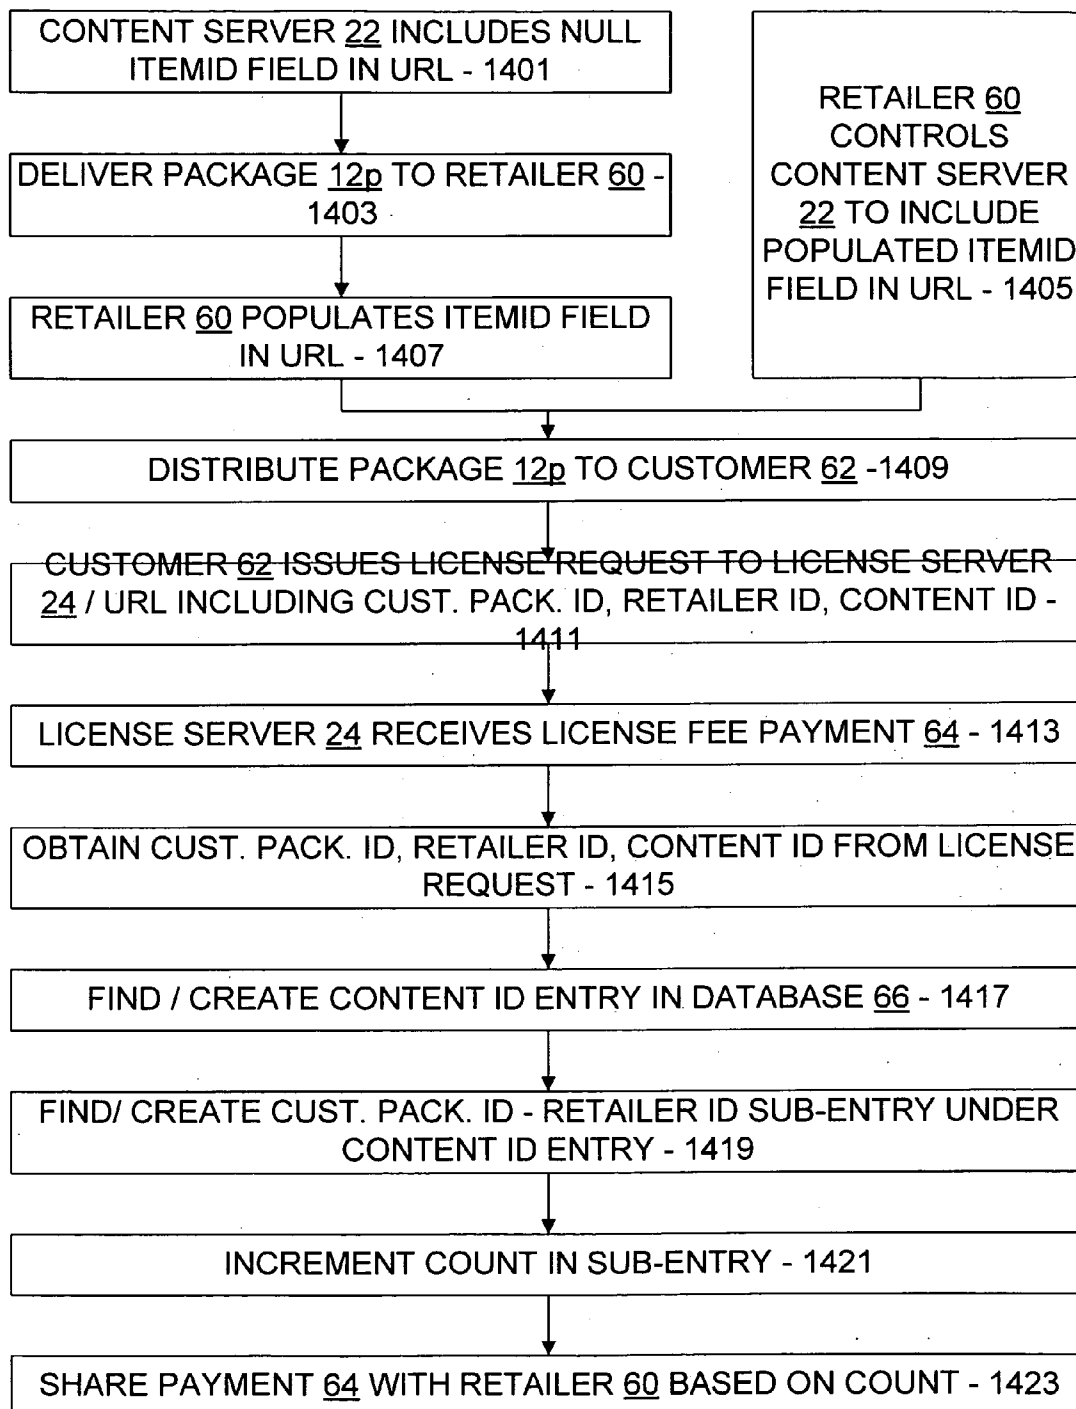 CONTENT SERVER 22 INCLUDES NULL
ITEMID FIELD IN URL - 1401
DELIVER PACKAGE 12p TO RETAILER 60 -
1403
RETAILER 60 POPULATES ITEMID FIELD
IN URL - 1407
RETAILER 60
CONTROLS
CONTENT SERVER
22 TO INCLUDE
POPULATED ITEMID
FIELD IN URL - 1405
DISTRIBUTE PACKAGE 12p TO CUSTOMER 62 -1409
CUSTOMER 62 ISSUES LICENSE REQUEST TO LICENSE SERVER
24 / URL INCLUDING CUST. PACK. ID, RETAILER ID, CONTENT ID -
1411
LICENSE SERVER 24 RECEIVES LICENSE FEE PAYMENT 64 - 1413
OBTAIN CUST. PACK. ID, RETAILER ID, CONTENT ID FROM LICENSE
REQUEST - 1415
FIND / CREATE CONTENT ID ENTRY IN DATABASE 66 - 1417
FIND/ CREATE CUST. PACK. ID - RETAILER ID SUB-ENTRY UNDER
CONTENT ID ENTRY - 1419
INCREMENT COUNT IN SUB-ENTRY - 1421
SHARE PAYMENT 64 WITH RETAILER 60 BASED ON COUNT - 1423